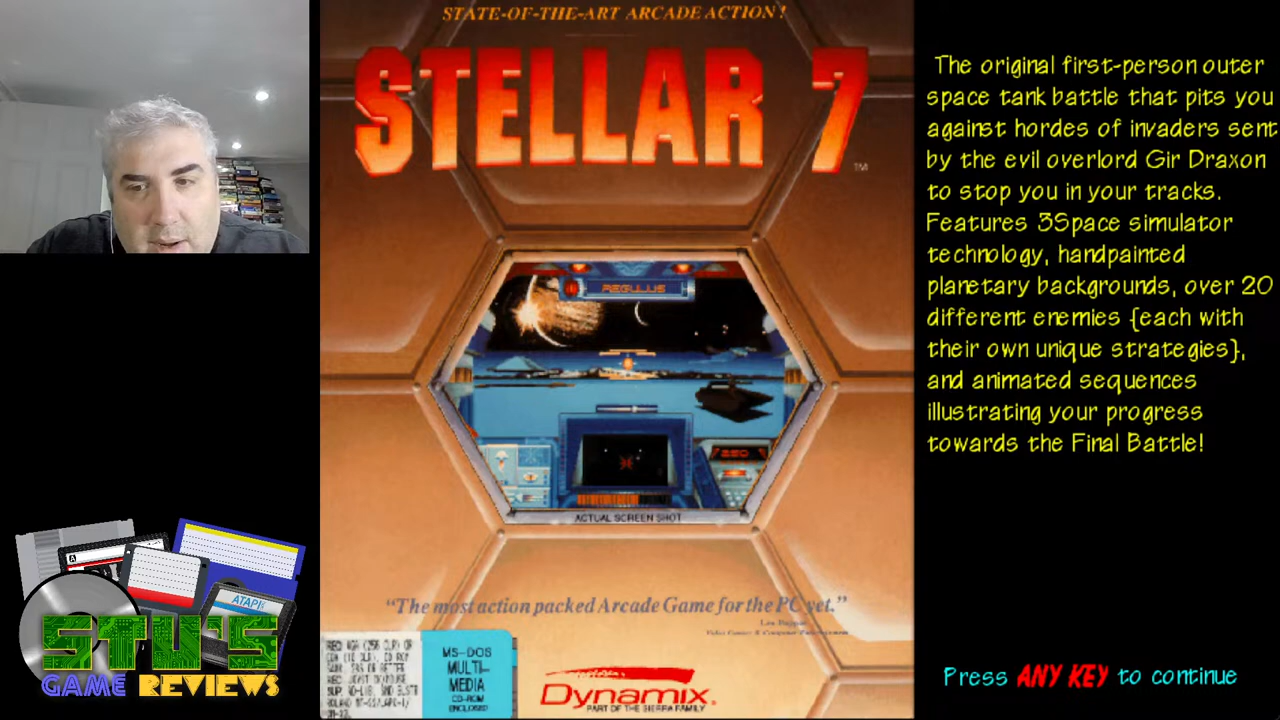 STATE-OF-THE-ART ARCADE ACTION!
STELLAR 7
TM
REGULUS
ACTUAL SCREEN SHOT
"The most action packed Arcade Game for the PC yet."
MS-DOS
MULTI-
MEDIA
CD-ROM
ENCLOSED
Dynamix
PART OF THE SIERRA FAMILY
The original first-person outer
space tank battle that pits you
against hordes of invaders sent
by the evil overlord Gir Draxon
to stop you in your tracks.
Features 3Space simulator
technology, handpainted
planetary backgrounds, over 20
different enemies {each with
their own unique strategies},
and animated sequences
illustrating your progress
towards the Final Battle!
Press ANY KEY to continue
A
STU'S
GAME REVIEWS